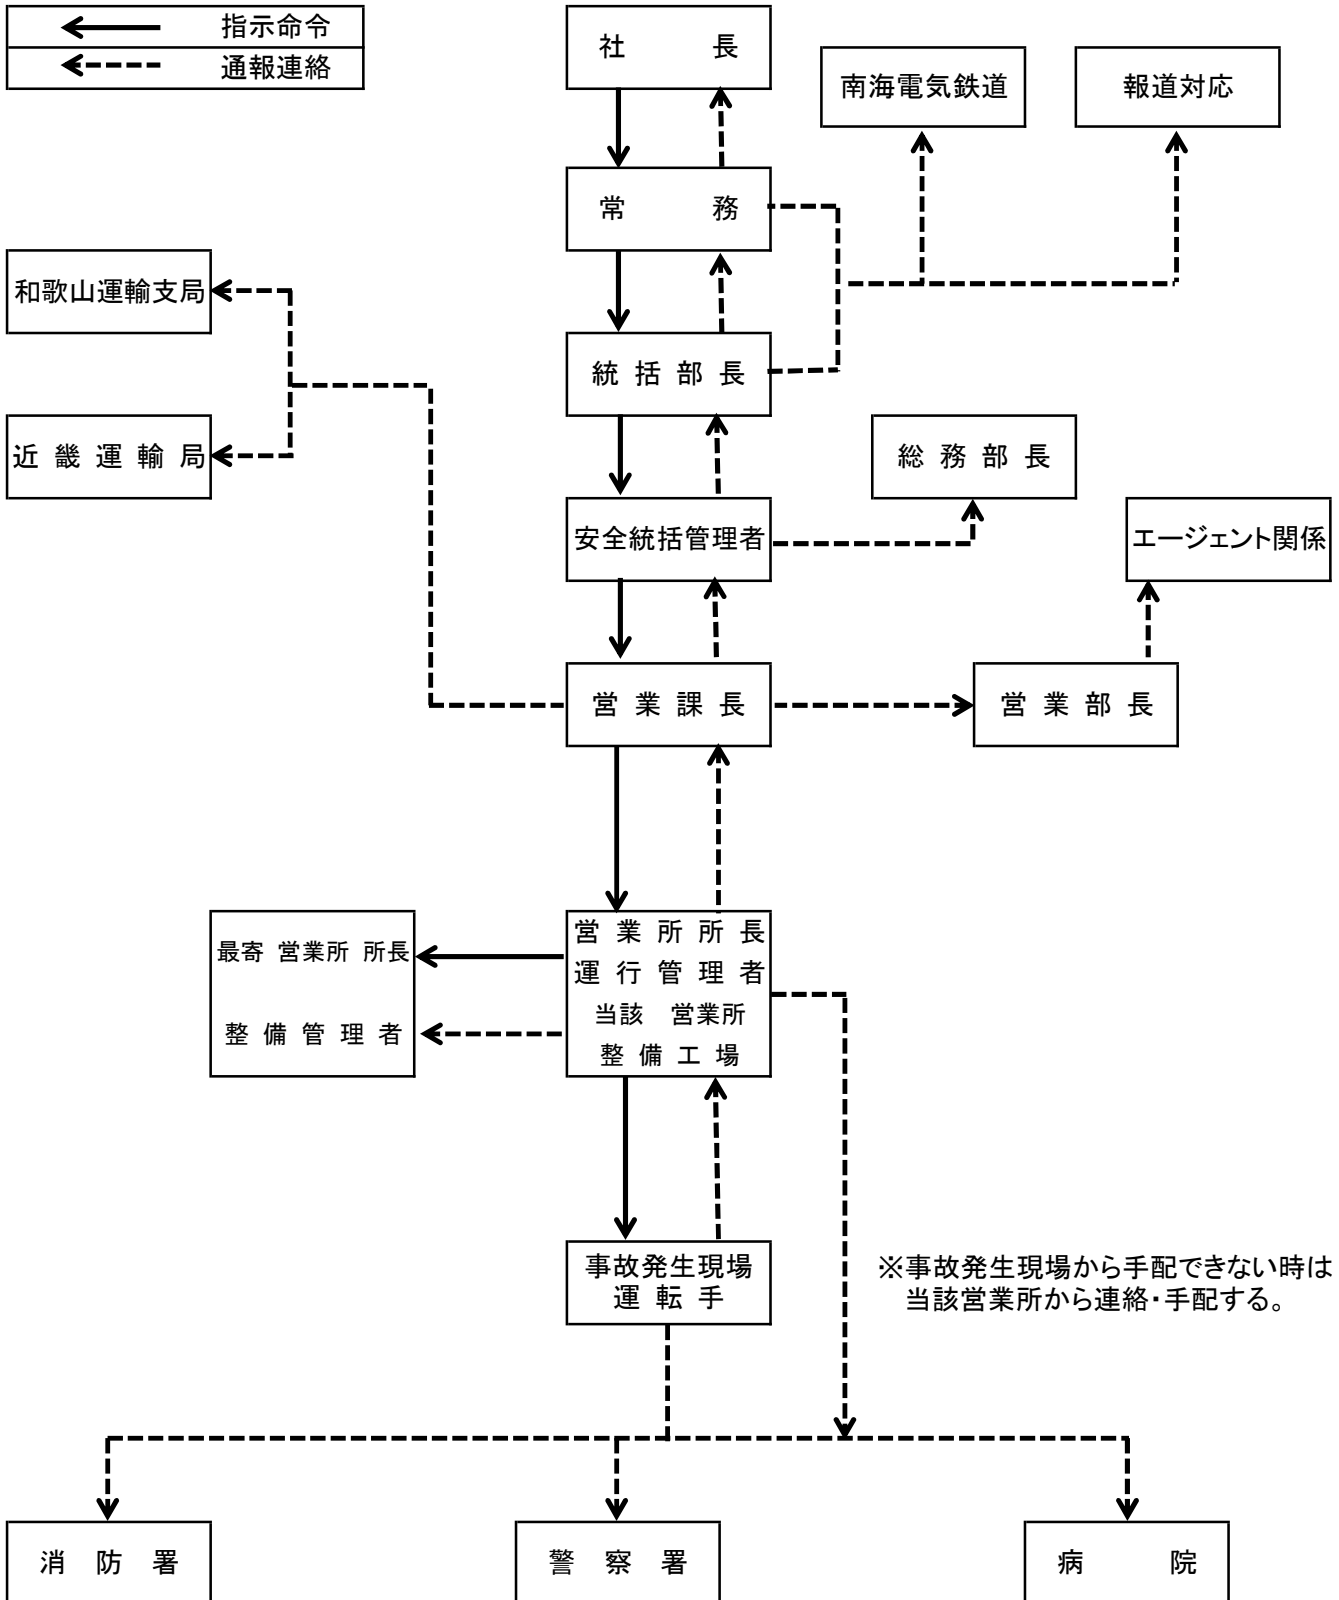 指示命令
通報連絡
社　長
南海電気鉄道
報道対応
常　務
和歌山運輸支局
統 括 部 長
近 畿 運 輸 局
総 務 部 長
安全統括管理者
エージェント関係
営 業 課 長
営 業 部 長
営 業 所 所 長
運 行 管 理 者
当該　営業所
整 備 工 場
最寄 営業所 所長
整 備 管 理 者
事故発生現場
運 転 手
※事故発生現場から手配できない時は
当該営業所から連絡・手配する。
消 防 署
警 察 署
病　院